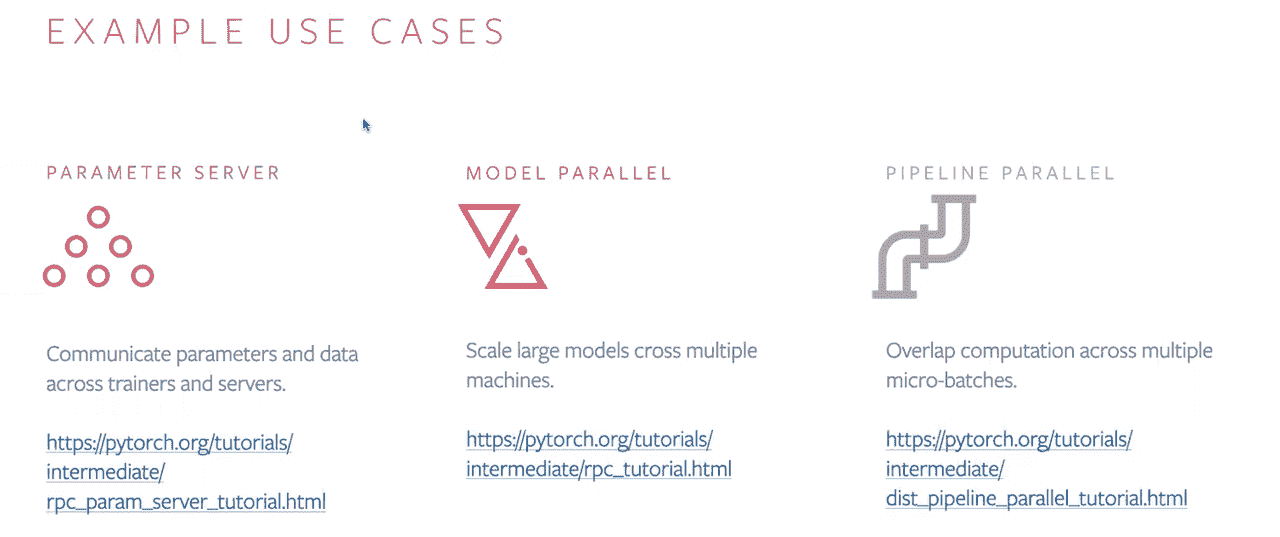 EXAMPLE USE CASES
PARAMETER SERVER
Communicate parameters and data
across trainers and servers.
https://pytorch.org/tutorials/
intermediate/
rpc_param_server_tutorial.html
MODEL PARALLEL
Scale large models cross multiple
machines.
https://pytorch.org/tutorials/
intermediate/rpc_tutorial.html
PIPELINE PARALLEL
Overlap computation across multiple
micro-batches.
https://pytorch.org/tutorials/
intermediate/
dist_pipeline_parallel_tutorial.html